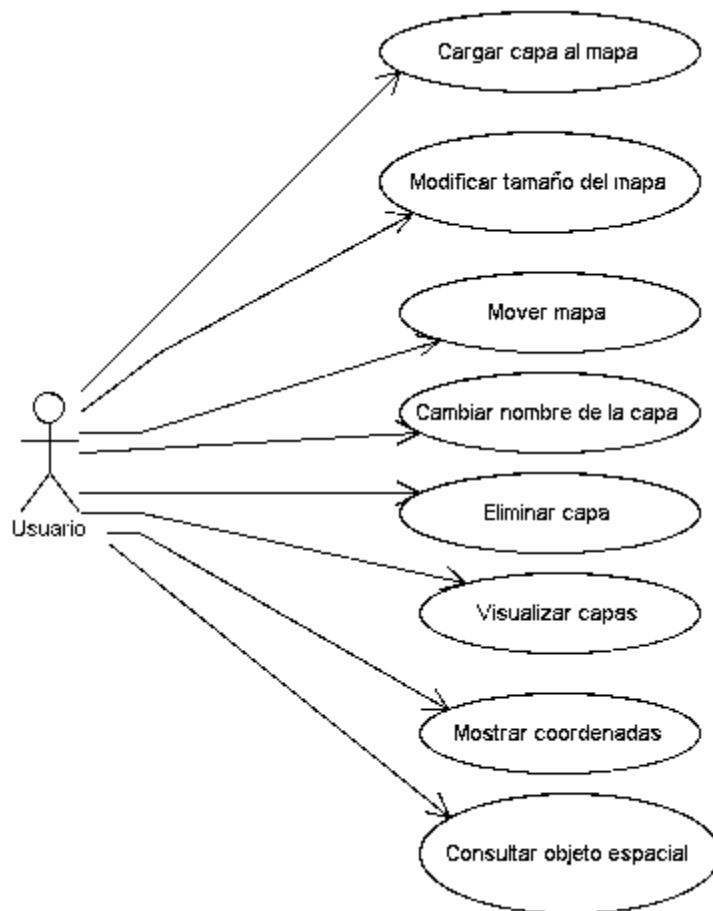 Cargar capa al mapa
Modificar tamaño del mapa
Mover mapa
Cambiar nombre de la capa
Eliminar capa
Usuario
Visualizar capas
Mostrar coordenadas
Consultar objeto espacial